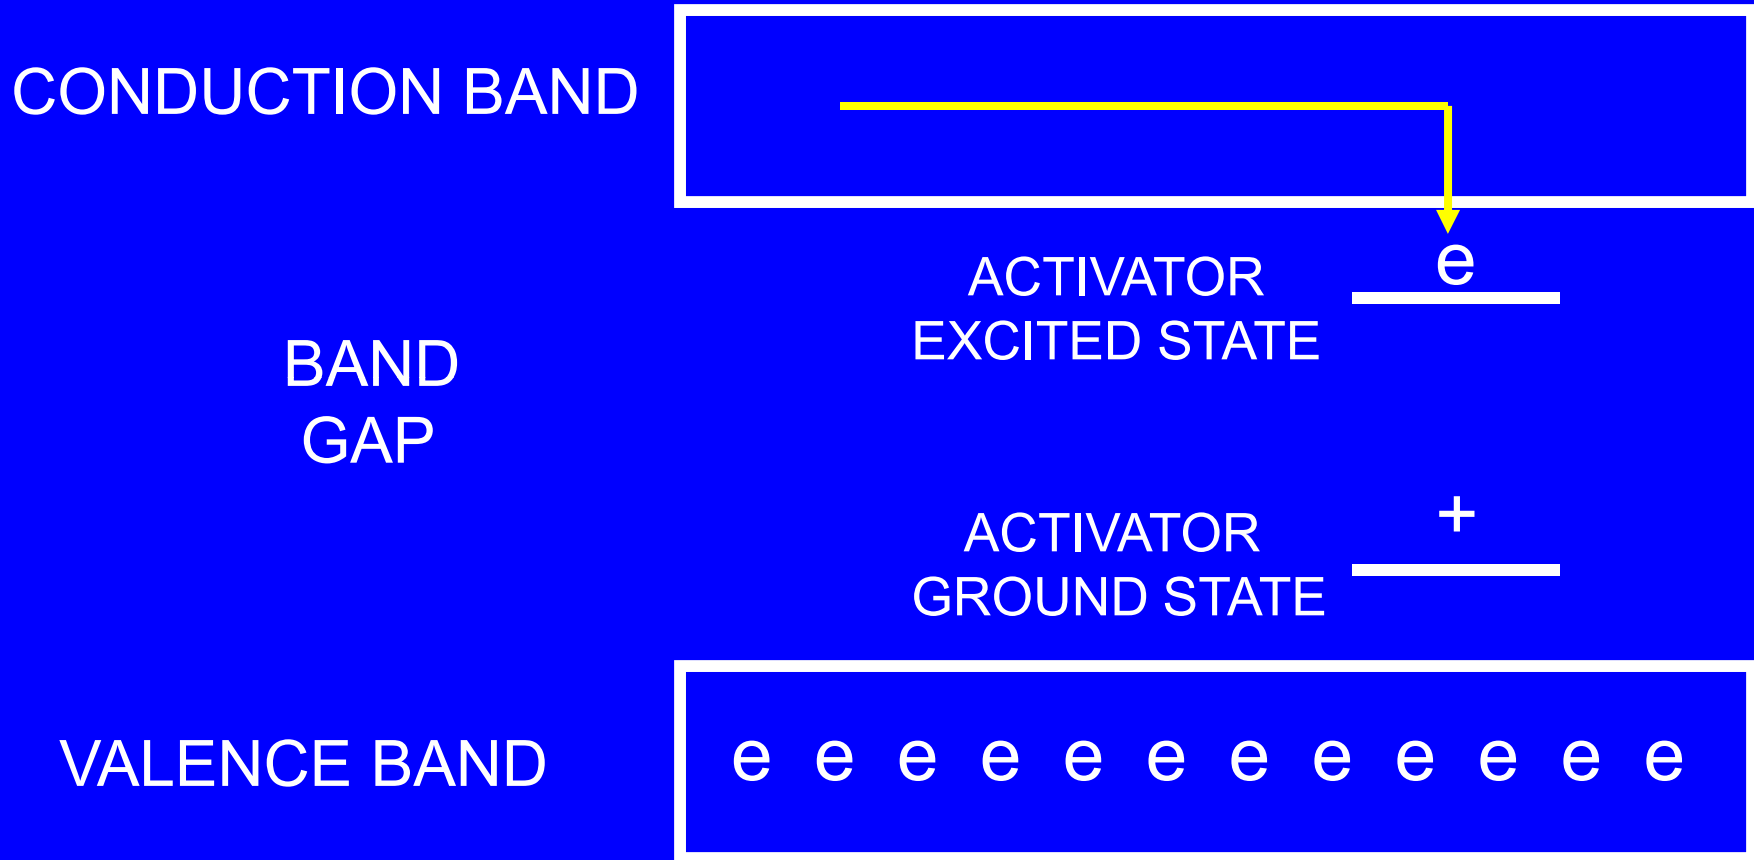 CONDUCTION BAND
e
ACTIVATOR
EXCITED STATE
BAND
GAP
+
ACTIVATOR
GROUND STATE
VALENCE BAND
e e e e e e e e e e e e